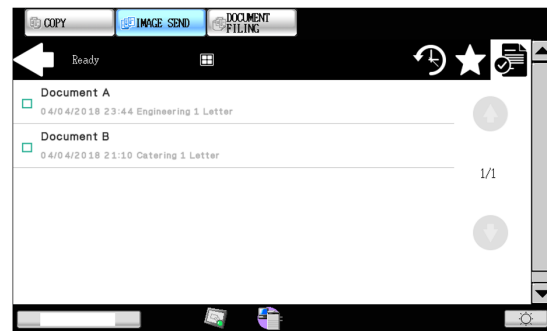 COPY
IMAGE SEND
DOCUMENT
FILING
Ready
Document A
04/04/2018 23:44 Engineering 1 Letter
Document B
04/04/2018 21:10 Catering 1 Letter
1/1